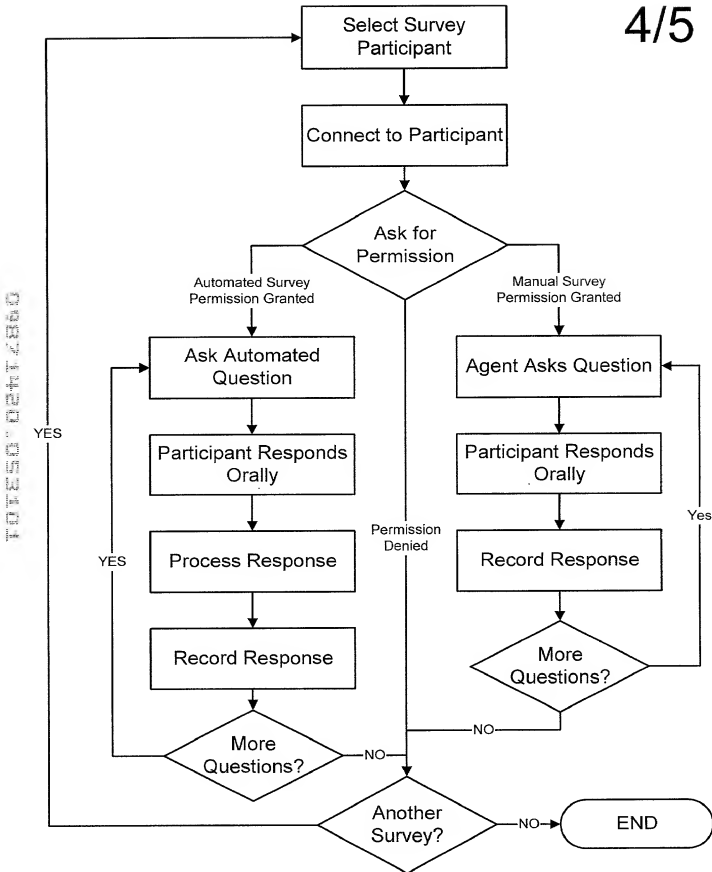 4/5
Select Survey
Participant
Connect to Participant
Ask for
Permission
Automated Survey
Permission Granted
Manual Survey
Permission Granted
Ask Automated
Question
Agent Asks Question
YES
Participant Responds
Orally
Participant Responds
Orally
Yes
Permission
Denied
YES
Process Response
Record Response
Record Response
More
Questions?
More
Questions?
NO
NO
Another
Survey?
NO
END